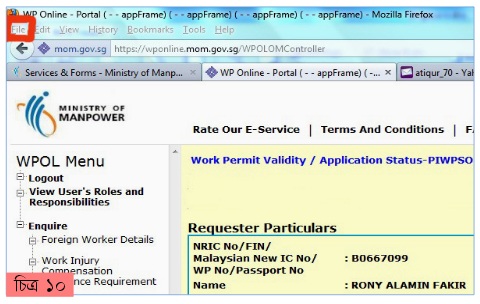 WP Online - Portal ( - - appFrame) ( - - appFrame) ( - - appFrame) ( - - appFrame) - Mozilla Firefox
File Edit View History Bookmarks Tools Help
mom.gov.sg https://wponline.mom.gov.sg/WPOLOMController
Services & Forms - Ministry of Manp... × WP Online - Portal ( - - appFrame) ( -... × atiqur_70 - Yah
MINISTRY OF
MANPOWER
Rate Our E-Service | Terms And Conditions | FA
WPOL Menu
Work Permit Validity / Application Status-PIWPSO
Logout
View User's Roles and
Responsibilities
Enquire
Requester Particulars
Foreign Worker Details
NRIC No/FIN/
Malaysian New IC No/ : B0667099
WP No/Passport No
Work Injury
Compensation
Name : RONY ALAMIN FAKIR
nce Requirement
চিত্র ১০